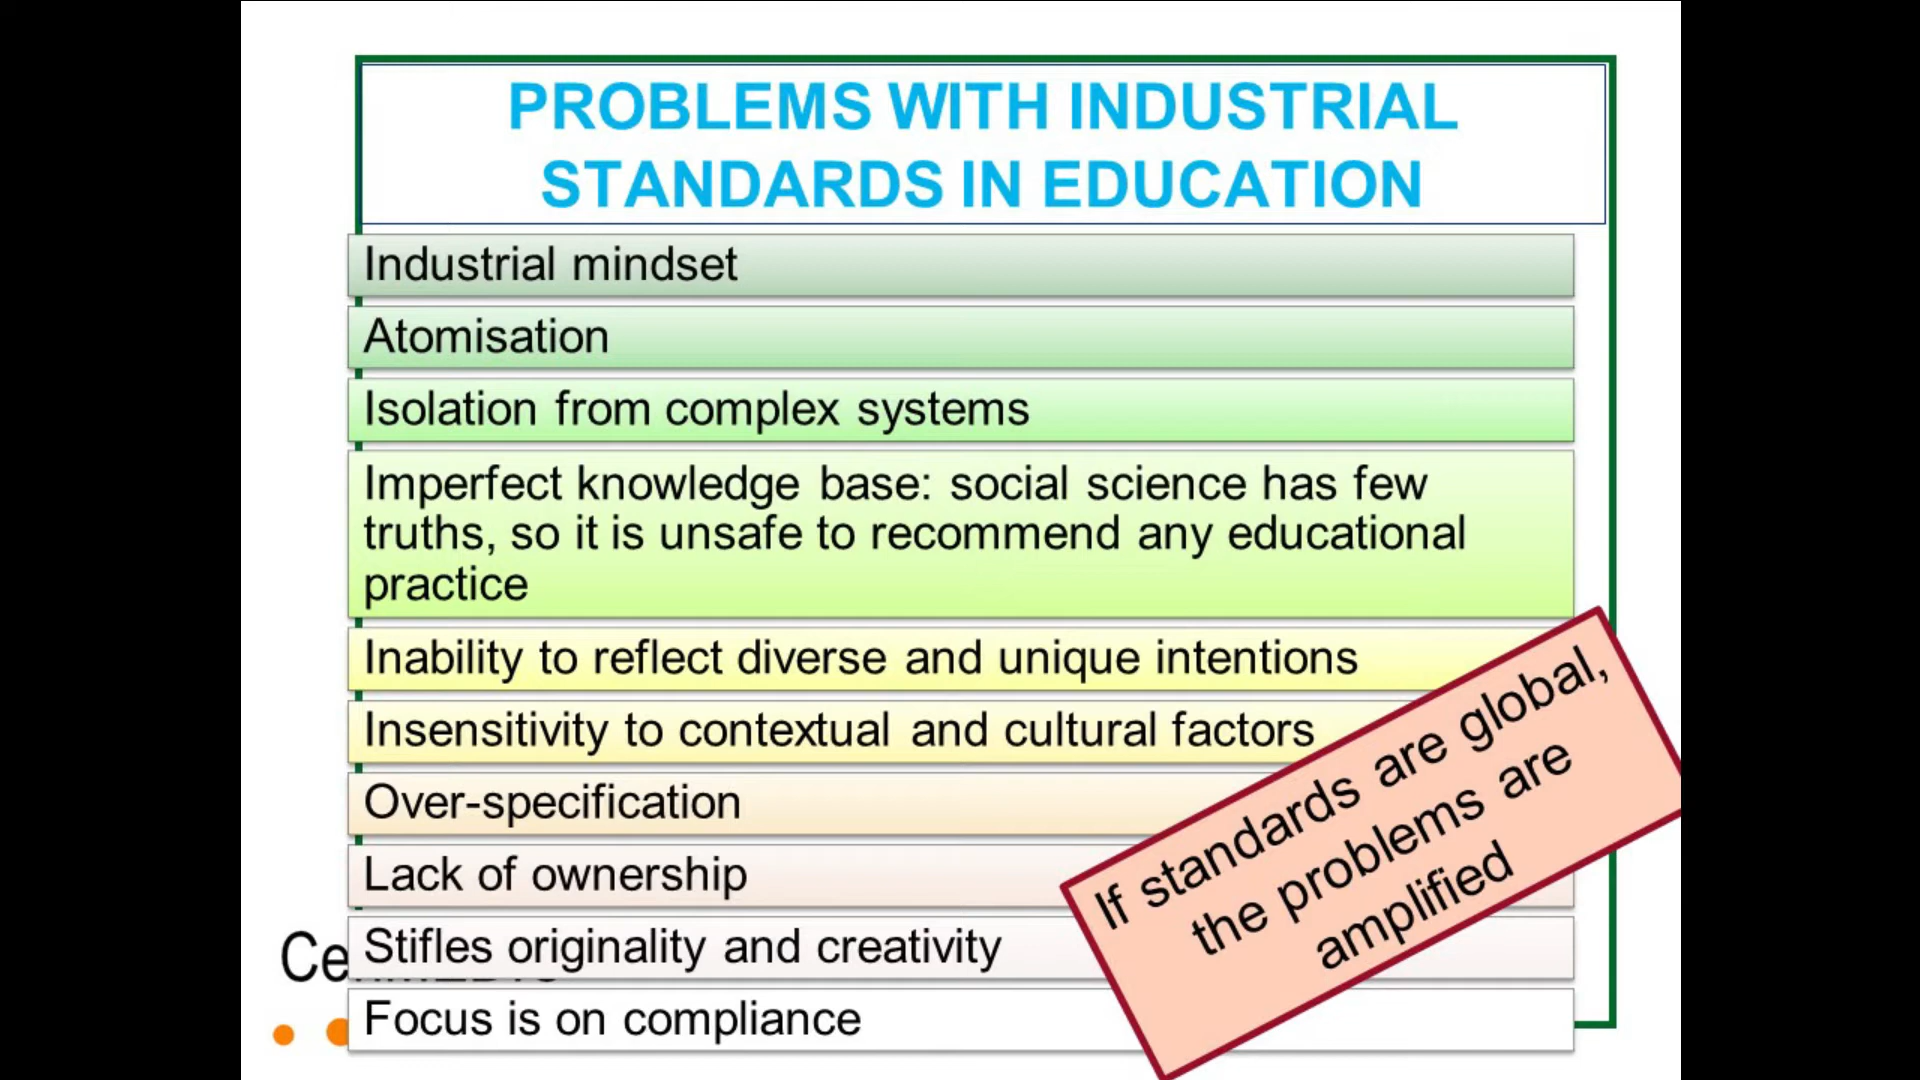 PROBLEMS WITH INDUSTRIAL
STANDARDS IN EDUCATION
Industrial mindset
Atomisation
Isolation from complex systems
Imperfect knowledge base: social science has few
truths, so it is unsafe to recommend any educational
practice
Inability to reflect diverse and unique intentions
Insensitivity to contextual and cultural factors
Over-specification
Lack of ownership
Stifles originality and creativity
Focus is on compliance
If standards are global,
the problems are
amplified